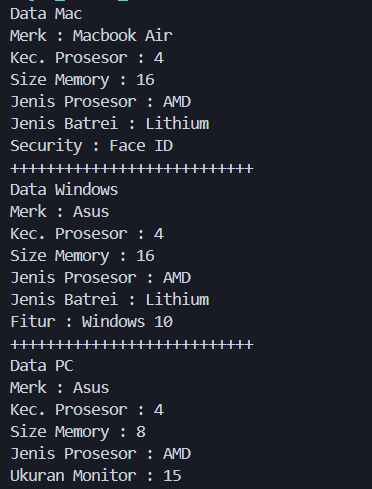 Data Mac
Merk : Macbook Air
Kec. Prosesor : 4
Size Memory : 16
Jenis Prosesor : AMD
Jenis Batrei : Lithium
Security : Face ID
+++++++++++++++++++++++++++
Data Windows
Merk : Asus
Kec. Prosesor : 4
Size Memory : 16
Jenis Prosesor : AMD
Jenis Batrei : Lithium
Fitur : Windows 10
+++++++++++++++++++++++++++
Data PC
Merk : Asus
Kec. Prosesor : 4
Size Memory : 8
Jenis Prosesor : AMD
Ukuran Monitor : 15